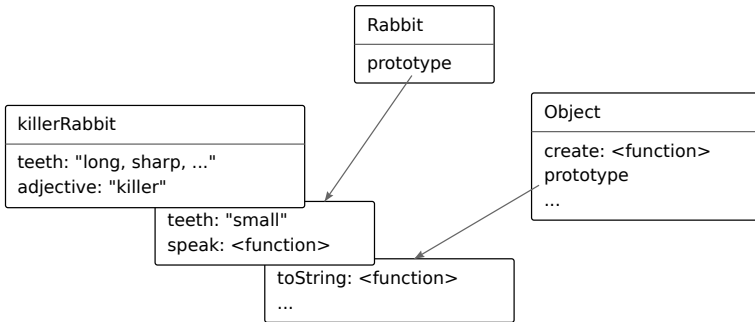 Rabbit
prototype
killerRabbit
teeth: "long, sharp, ..."
adjective: "killer"
Object
create: <function>
prototype
...
teeth: "small"
speak: <function>
toString: <function>
...